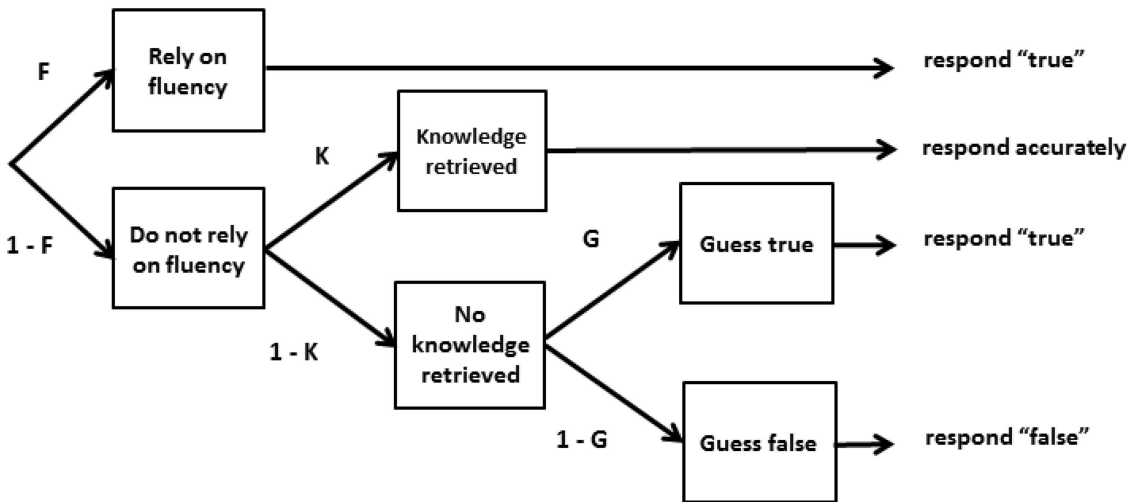 F
Rely on
fluency
respond "true"
K
Knowledge
retrieved
respond accurately
1 - F
Do not rely
on fluency
G
Guess true
respond "true"
1 - K
No
knowledge
retrieved
1 - G
Guess false
respond "false"